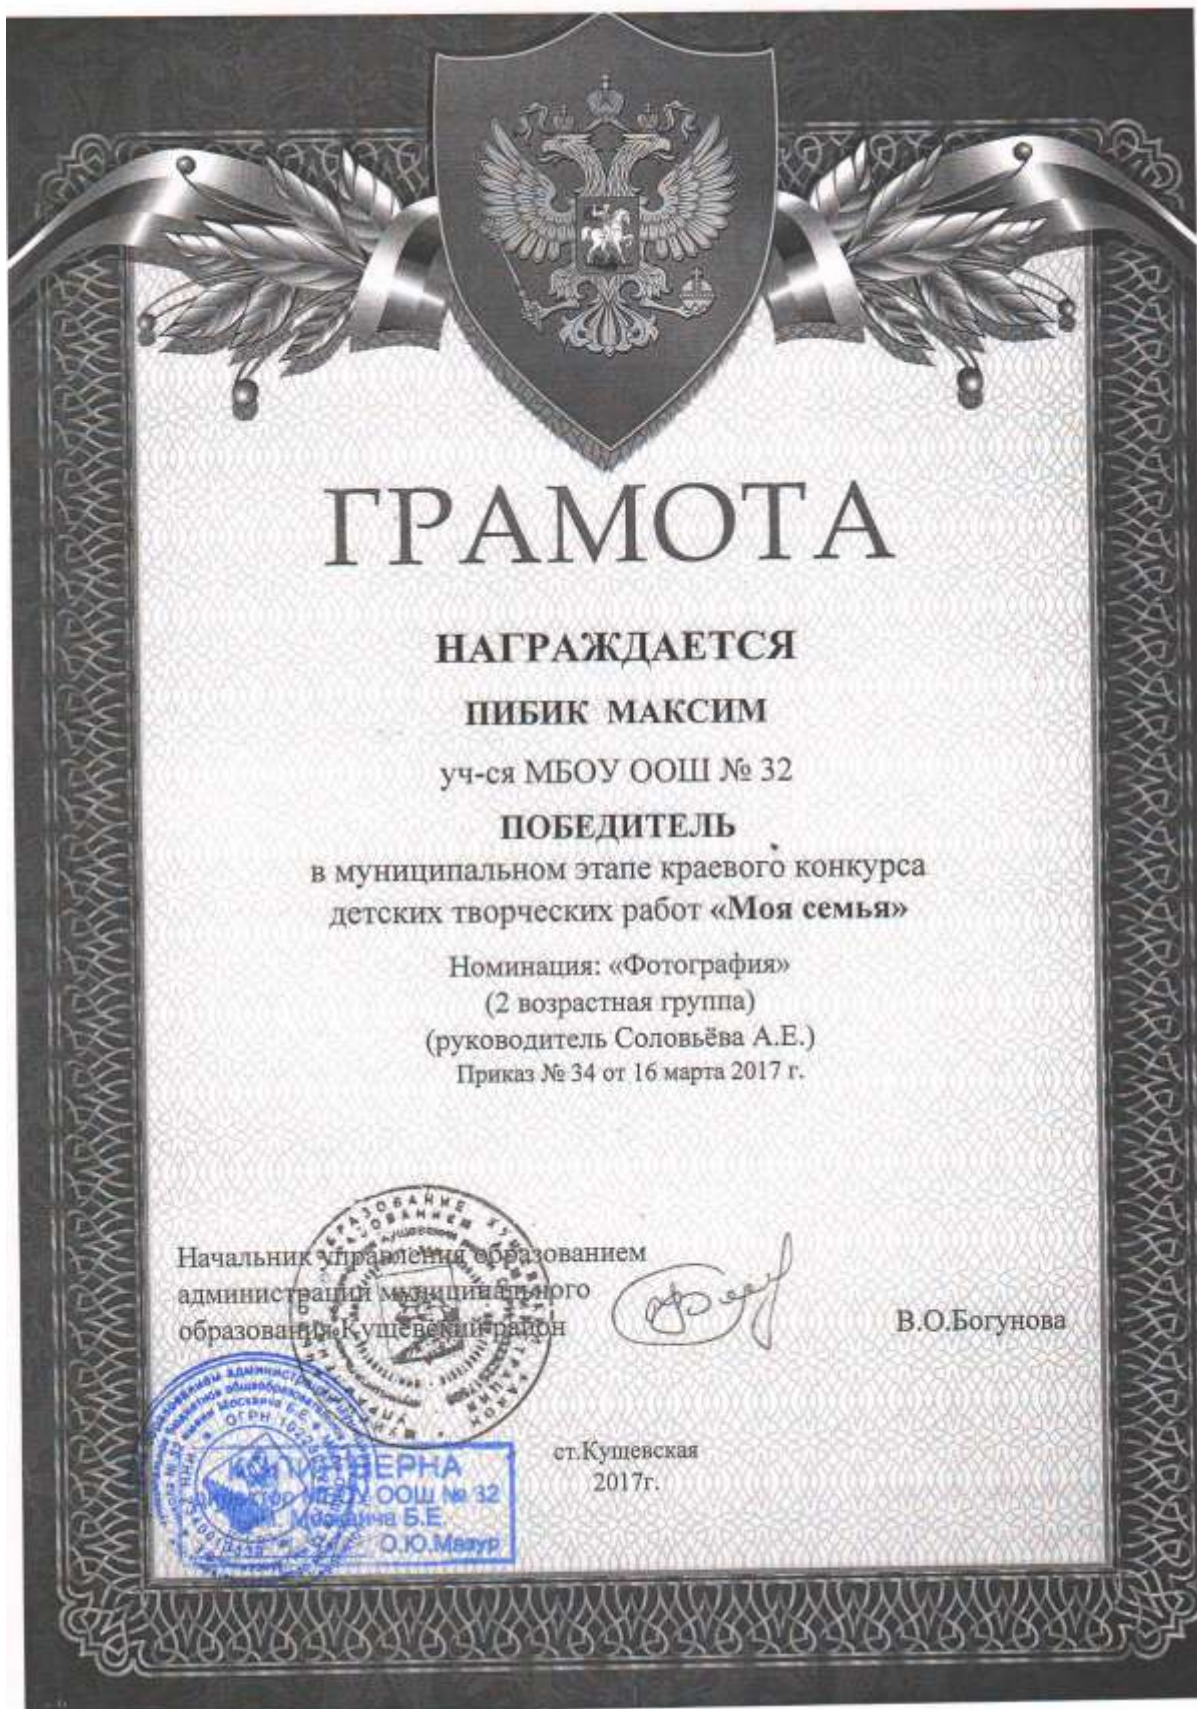 ГРАМОТА
НАГРАЖДАЕТСЯ
ПИБИК МАКСИМ
уч-ся МБОУ ООШ № 32
ПОБЕДИТЕЛЬ
в муниципальном этапе краевого конкурса
детских творческих работ «Моя семья»
Номинация: «Фотография»
(2 возрастная группа)
(руководитель Соловьёва А.Е.)
Приказ № 34 от 16 марта 2017 г.
Начальник управления образованием
администрации муниципального
образования Кущевский район
В.О.Богунова
КОПИЯ ВЕРНА
директор МБОУ ООШ № 32
Москвича Б.Е.
О.Ю.Мазур
ст.Кущевская
2017г.